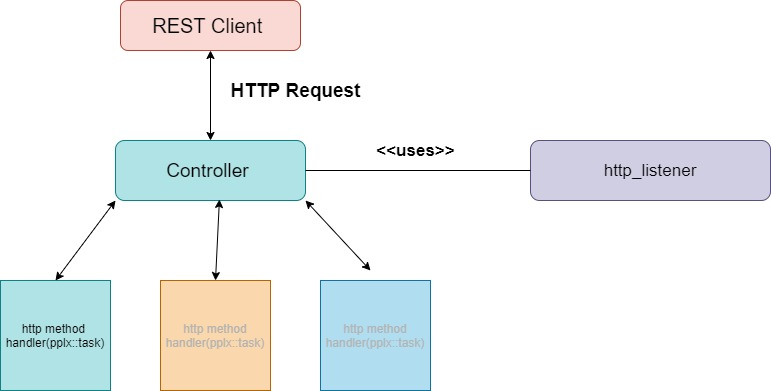 REST Client
HTTP Request
<<uses>>
Controller
http_listener
http method
handler(pplx::task)
http method
handler(pplx::task)
http method
handler(pplx::task)